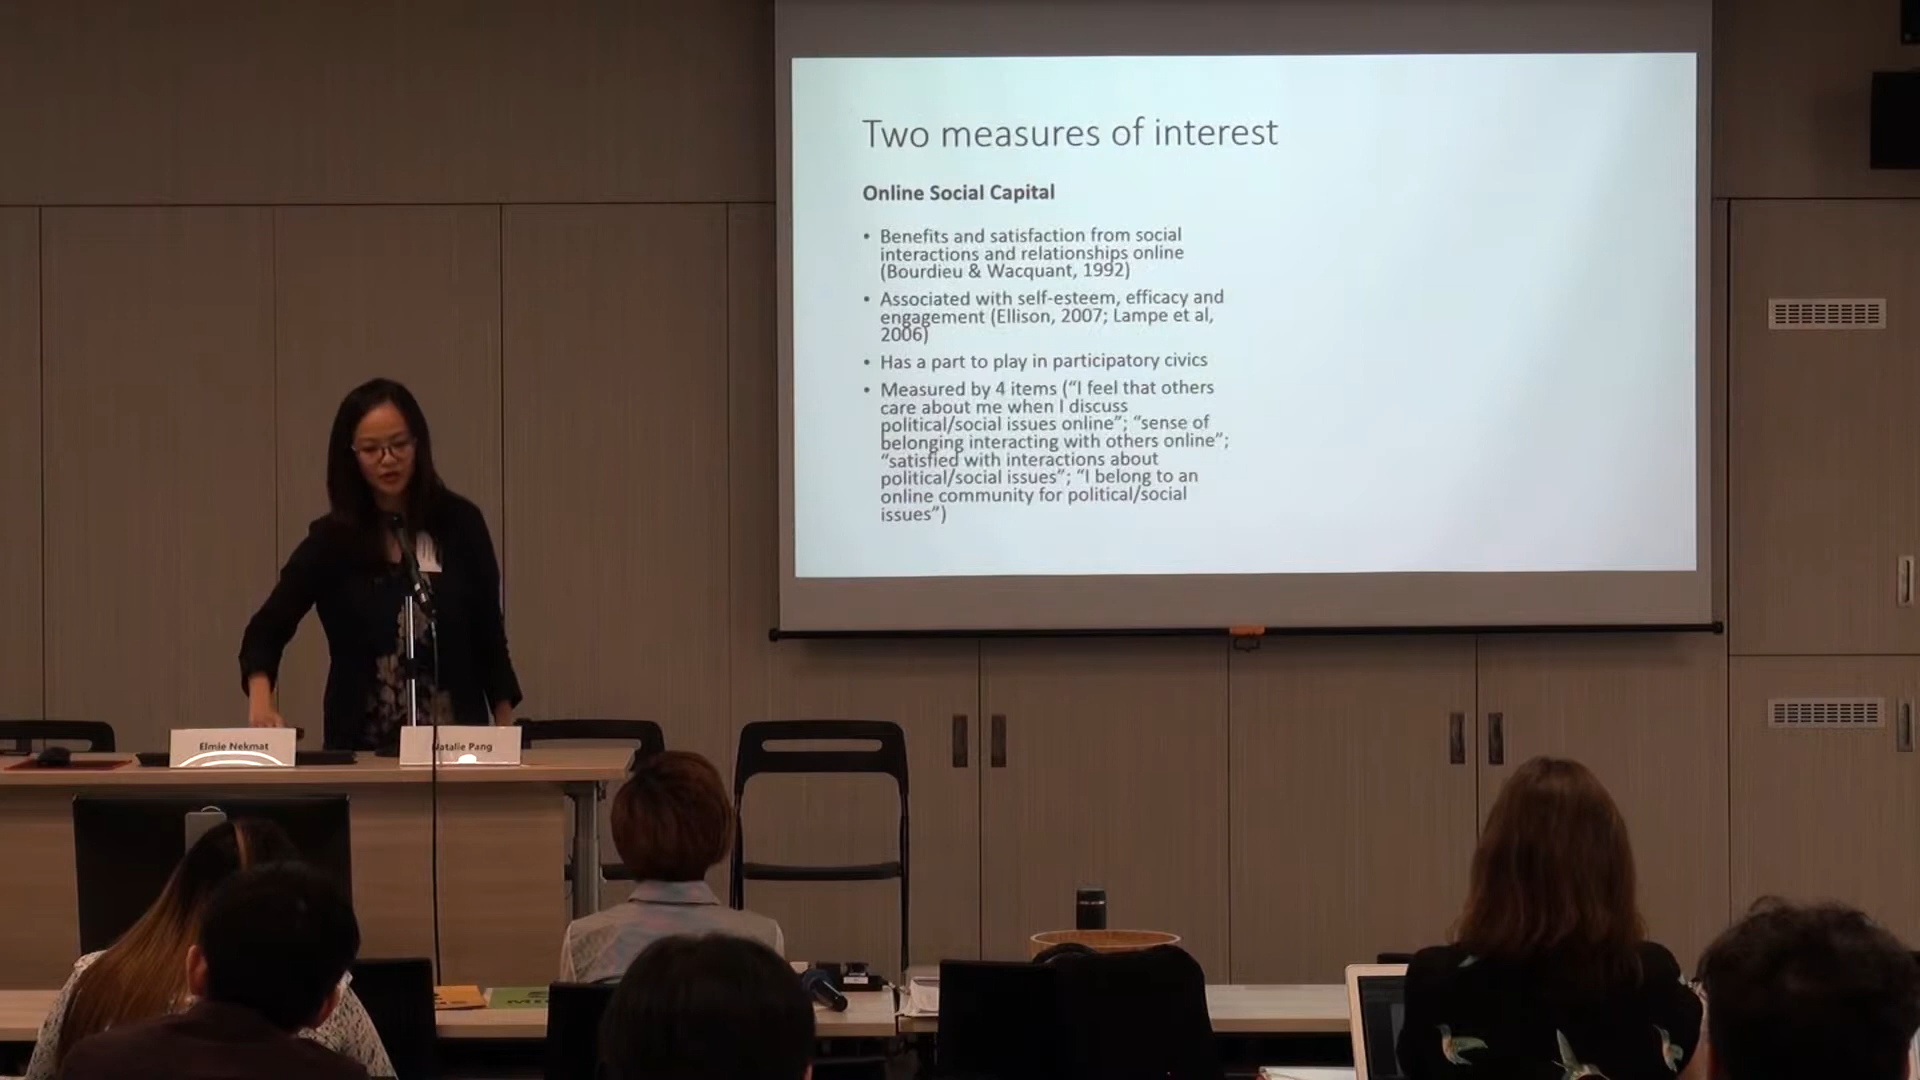 Two measures of interest
Online Social Capital
• Benefits and satisfaction from social
interactions and relationships online
(Bourdieu & Wacquant, 1992)
• Associated with self-esteem, efficacy and
engagement (Ellison, 2007; Lampe et al,
2006)
• Has a part to play in participatory civics
• Measured by 4 items (“I feel that others
care about me when I discuss
political/social issues online”; “sense of
belonging interacting with others online”;
“satisfied with interactions about
political/social issues”; “I belong to an
online community for political/social
issues”)
Elmie Nekmat
Natalie Pang